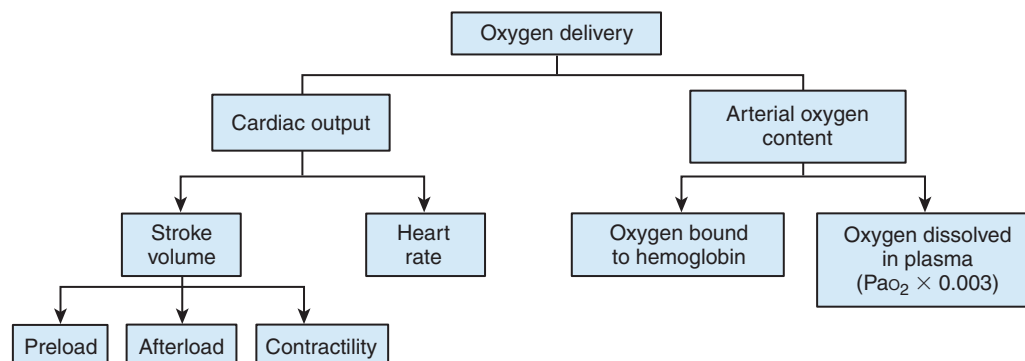 Oxygen delivery
Cardiac output
Arterial oxygen
content
Stroke
volume
Heart
rate
Oxygen bound
to hemoglobin
Oxygen dissolved
in plasma
(PaO₂ × 0.003)
Preload
Afterload
Contractility